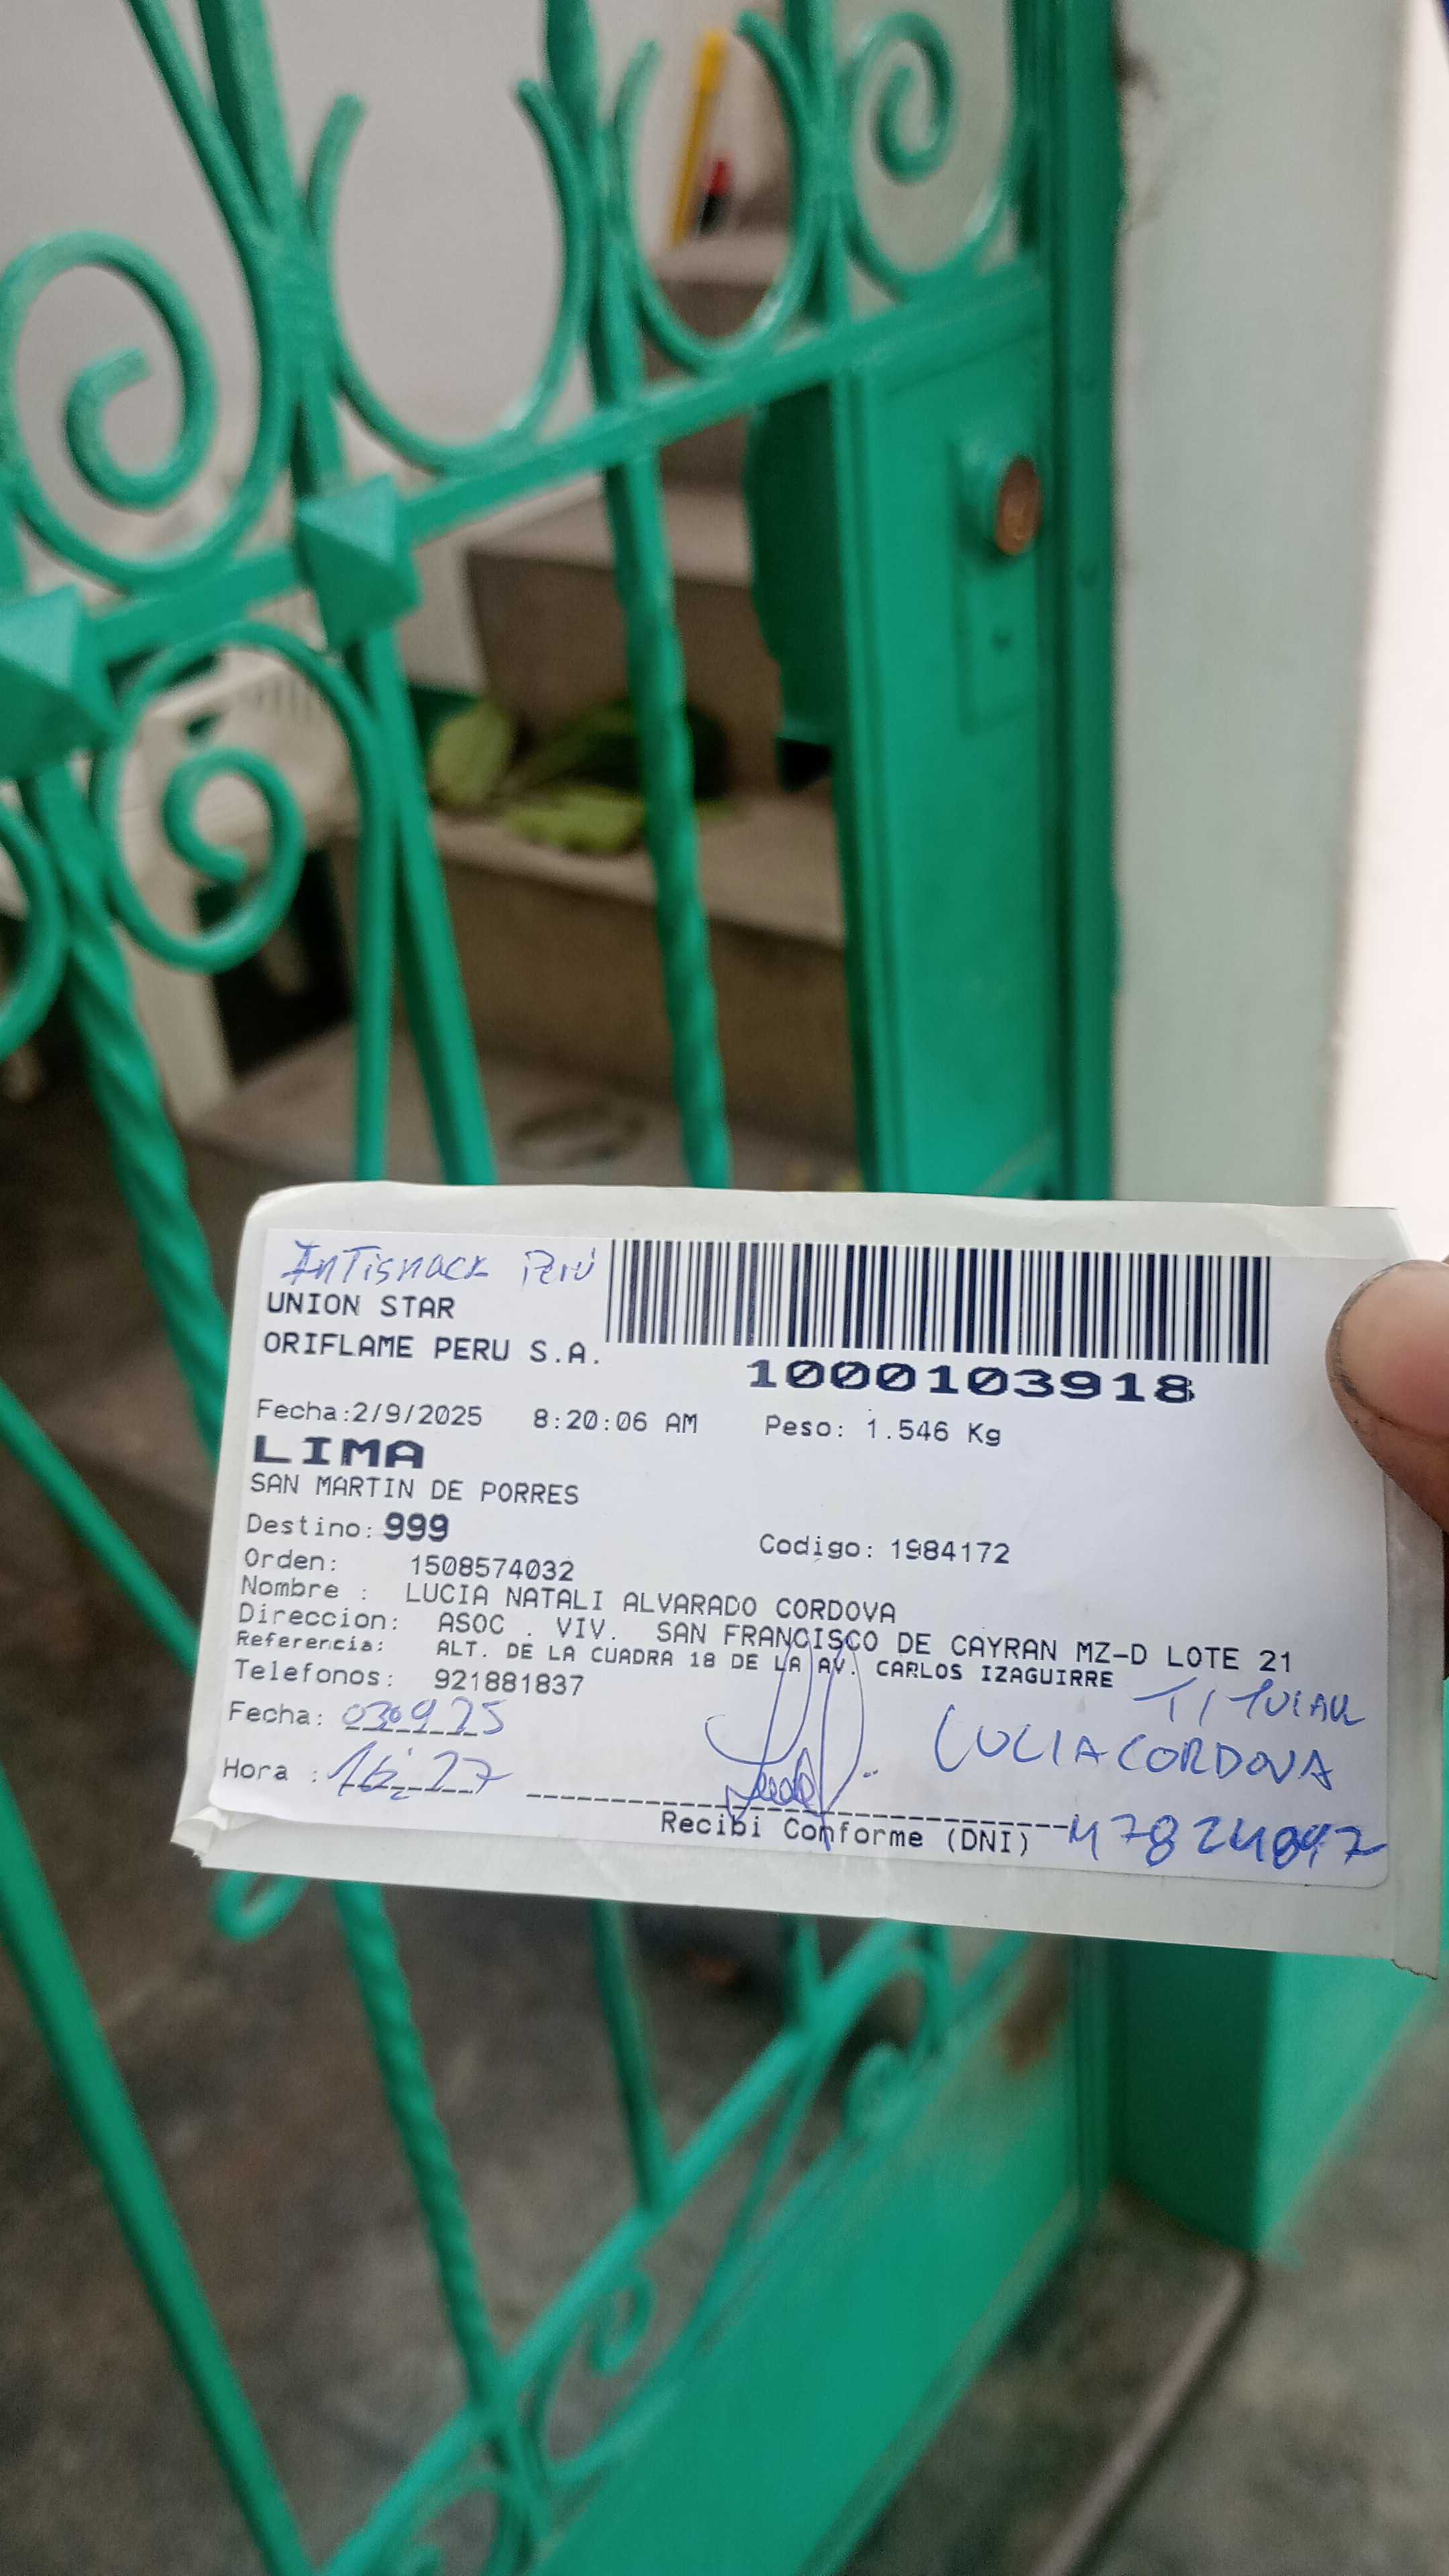 InTisnack Perú
UNION STAR
ORIFLAME PERU S.A.
1000103918
Fecha:2/9/2025 8:20:06 AM Peso: 1.546 Kg
LIMA
SAN MARTIN DE PORRES
Destino: 999 Codigo: 1984172
Orden: 1508574032
Nombre : LUCIA NATALI ALVARADO CORDOVA
Direccion: ASOC . VIV. SAN FRANCISCO DE CAYRAN MZ-D LOTE 21
Referencia: ALT. DE LA CUADRA 18 DE LA AV. CARLOS IZAGUIRRE
Telefonos: 921881837
TITULAR
Fecha: 030925
LUCIA CORDOVA
Hora : 16:27
Recibi Conforme (DNI)